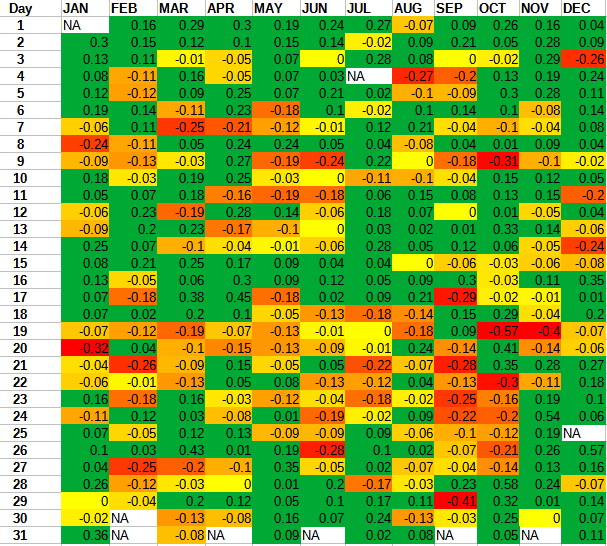 Day JAN FEB MAR APR MAY JUN JUL AUG SEP OCT NOV DEC
1 NA 0.16 0.29 0.3 0.19 0.24 0.27 -0.07 0.09 0.26 0.16 0.04
2 0.3 0.15 0.12 0.1 0.15 0.14 -0.02 0.09 0.21 0.05 0.28 0.09
3 0.13 0.11 -0.01 -0.05 0.07 0 0.28 0.08 0 -0.02 0.29 -0.26
4 0.08 -0.11 0.16 -0.05 0.07 0.03 NA -0.27 -0.2 0.13 0.19 0.24
5 0.12 -0.12 0.09 0.25 0.07 0.21 0.02 -0.1 -0.09 0.3 0.28 0.11
6 0.19 0.14 -0.11 0.23 -0.18 0.1 -0.02 0.1 0.14 0.1 -0.08 0.14
7 -0.06 0.11 -0.25 -0.21 -0.12 -0.01 0.12 0.21 -0.04 -0.1 -0.04 0.08
8 -0.24 -0.11 0.05 0.24 0.24 0.05 0.04 -0.08 0.04 0.01 0.09 0.04
9 -0.09 -0.13 -0.03 0.27 -0.19 -0.24 0.22 0 -0.18 -0.31 -0.1 -0.02
10 0.18 -0.03 0.19 0.25 -0.03 0 -0.11 -0.1 -0.04 0.15 0.12 0.05
11 0.05 0.07 0.18 -0.16 -0.19 -0.18 0.06 0.15 0.08 0.13 0.15 -0.2
12 -0.06 0.23 -0.19 0.28 0.14 -0.06 0.18 0.07 0 0.01 -0.05 0.04
13 -0.09 0.2 0.23 -0.17 -0.1 0 0.03 0.02 0.01 0.33 0.14 -0.06
14 0.25 0.07 -0.1 -0.04 -0.01 -0.06 0.28 0.05 0.12 0.06 -0.05 -0.24
15 0.08 0.21 0.25 0.17 0.09 0.04 0.04 0 -0.06 -0.03 -0.06 -0.08
16 0.13 -0.05 0.06 0.3 0.09 0.12 0.05 0.09 0.3 -0.03 0.11 0.35
17 0.07 -0.18 0.38 0.45 -0.18 0.02 0.09 0.21 -0.29 -0.02 -0.01 0.01
18 0.07 0.02 0.2 0.1 -0.05 -0.13 -0.18 -0.14 0.15 0.29 -0.04 0.2
19 -0.07 -0.12 -0.19 -0.07 -0.13 -0.01 0 -0.18 0.09 -0.57 -0.4 -0.07
20 -0.32 0.04 -0.1 -0.15 -0.13 -0.09 -0.01 0.24 -0.14 0.41 -0.14 -0.06
21 -0.04 -0.26 -0.09 0.15 -0.05 0.05 -0.22 -0.07 -0.28 0.35 0.28 0.27
22 -0.06 -0.01 -0.13 0.05 0.08 -0.13 -0.12 0.04 -0.13 -0.3 -0.11 0.18
23 0.16 -0.18 0.16 -0.03 -0.12 -0.04 -0.18 -0.02 -0.25 -0.16 0.19 0.1
24 -0.11 0.12 0.03 -0.08 0.01 -0.19 -0.02 0.09 -0.22 -0.2 0.54 0.06
25 0.07 -0.05 0.12 0.13 -0.09 -0.09 0.09 -0.06 -0.1 -0.12 0.19 NA
26 0.1 0.03 0.43 0.01 0.19 -0.28 0.1 0.02 -0.07 -0.21 0.26 0.57
27 0.04 -0.25 -0.2 -0.1 0.35 -0.05 0.02 -0.07 -0.04 -0.14 0.13 0.16
28 0.26 -0.12 -0.03 0 0.01 0.2 -0.17 -0.03 0.23 0.58 0.24 -0.07
29 0 -0.04 0.2 0.12 0.05 0.1 0.17 0.11 -0.41 0.32 0.01 0.14
30 -0.02 NA -0.13 -0.08 0.16 0.07 0.24 -0.13 -0.03 0.25 0 0.07
31 0.36 NA -0.08 NA 0.09 NA 0.02 0.08 NA 0.05 NA 0.11